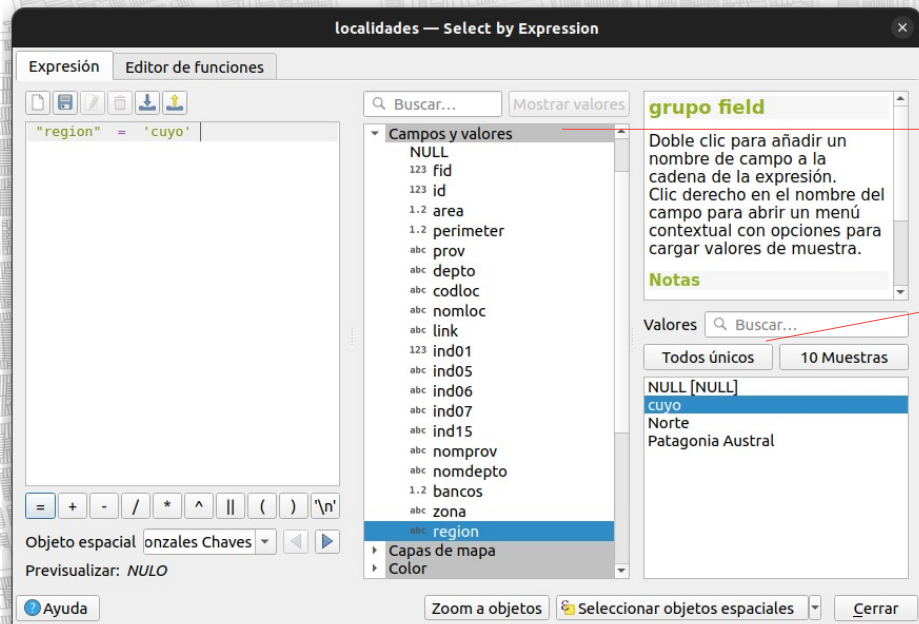 localidades — Select by Expression
Expresión
Editor de funciones
"region" = 'cuyo'
= + - / * ^ || ( ) '\n'
Objeto espacial onzales Chaves
Previsualizar: NULO
Buscar...
Mostrar valores
Campos y valores
NULL
123 fid
123 id
1.2 area
1.2 perimeter
abc prov
abc depto
abc codloc
abc nomloc
abc link
123 ind01
abc ind05
abc ind06
abc ind07
abc ind15
abc nomprov
abc nomdepto
1.2 bancos
abc zona
abc region
Capas de mapa
Color
grupo field
Doble clic para añadir un
nombre de campo a la
cadena de la expresión.
Clic derecho en el nombre del
campo para abrir un menú
contextual con opciones para
cargar valores de muestra.
Notas
Valores
Buscar...
Todos únicos
10 Muestras
NULL [NULL]
cuyo
Norte
Patagonia Austral
Ayuda
Zoom a objetos
Seleccionar objetos espaciales
Cerrar